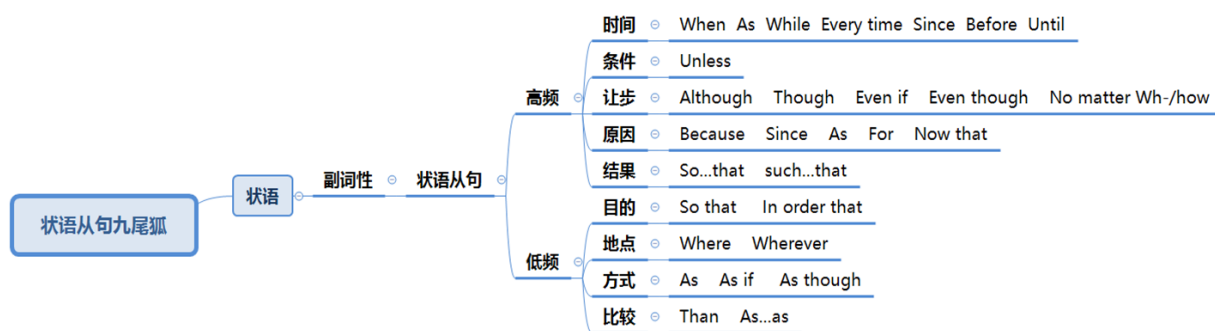 时间 When As While Every time Since Before Until
条件 Unless
高频
让步 Although Though Even if Even though No matter Wh-/how
原因 Because Since As For Now that
结果 So...that such...that
状语从句九尾狐
状语
副词性
状语从句
目的 So that In order that
地点 Where Wherever
低频
方式 As As if As though
比较 Than As...as